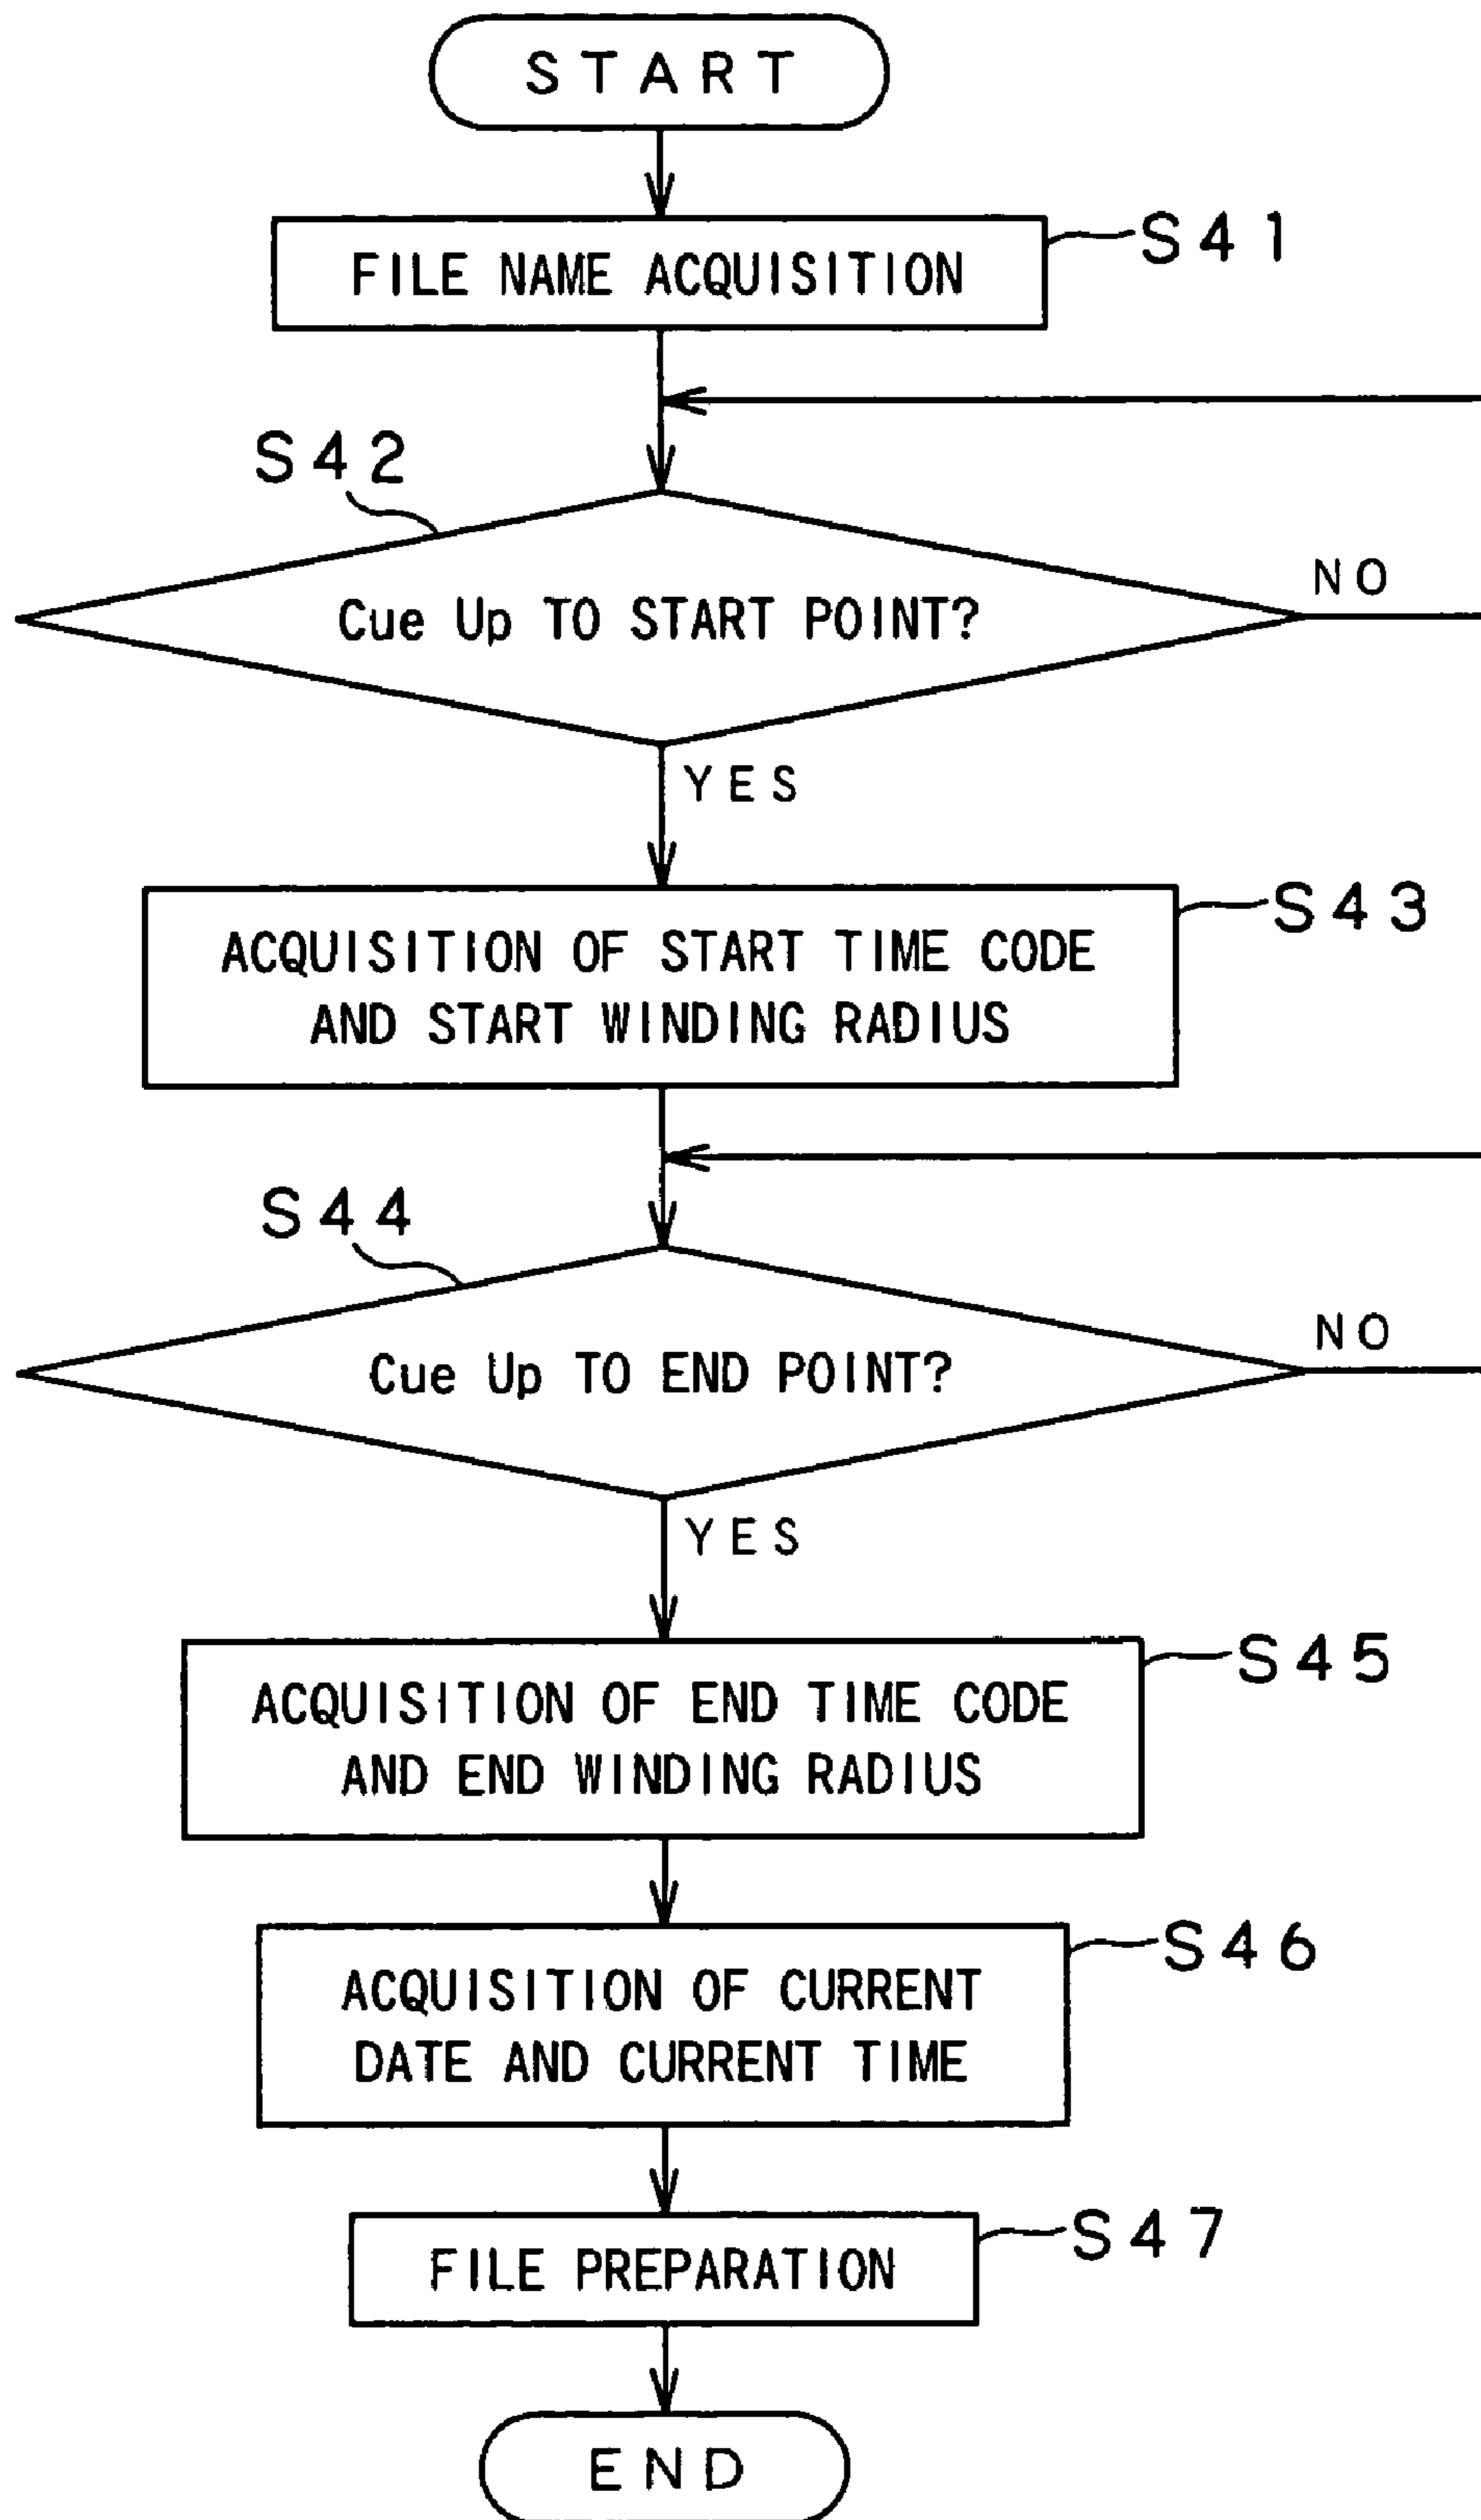 START
FILE NAME ACQUISITION
S41
S42
Cue Up TO START POINT?
NO
YES
ACQUISITION OF START TIME CODE
AND START WINDING RADIUS
S43
S44
Cue Up TO END POINT?
NO
YES
ACQUISITION OF END TIME CODE
AND END WINDING RADIUS
S45
ACQUISITION OF CURRENT
DATE AND CURRENT TIME
S46
FILE PREPARATION
S47
END